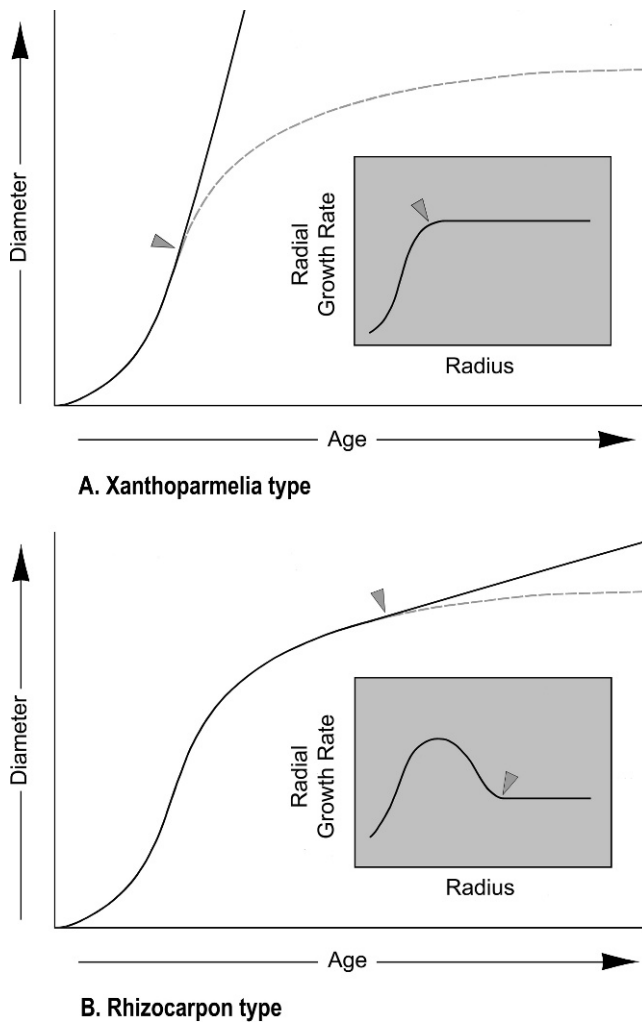 Diameter
Radial
Growth Rate
Radius
Age
A. Xanthoparmelia type
Diameter
Radial
Growth Rate
Radius
Age
B. Rhizocarpon type